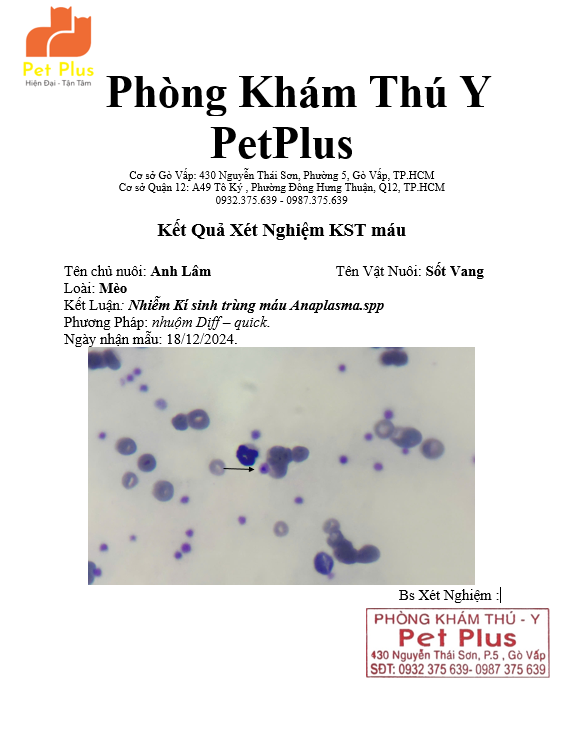 Pet Plus
Hiện Đại - Tận Tâm
Phòng Khám Thú Y
PetPlus
Cơ sở Gò Vấp: 430 Nguyễn Thái Sơn, Phường 5, Gò Vấp, TP.HCM
Cơ sở Quận 12: A49 Tô Ký , Phường Đông Hưng Thuận, Q12, TP.HCM
0932.375.639 - 0987.375.639
Kết Quả Xét Nghiệm KST máu
Tên chủ nuôi: Anh Lâm Tên Vật Nuôi: Sốt Vang
Loài: Mèo
Kết Luận: Nhiễm Kí sinh trùng máu Anaplasma.spp
Phương Pháp: nhuộm Diff – quick.
Ngày nhận mẫu: 18/12/2024.
Bs Xét Nghiệm :
PHÒNG KHÁM THÚ - Y
Pet Plus
430 Nguyễn Thái Sơn, P.5 , Gò Vấp
SĐT: 0932 375 639- 0987 375 639